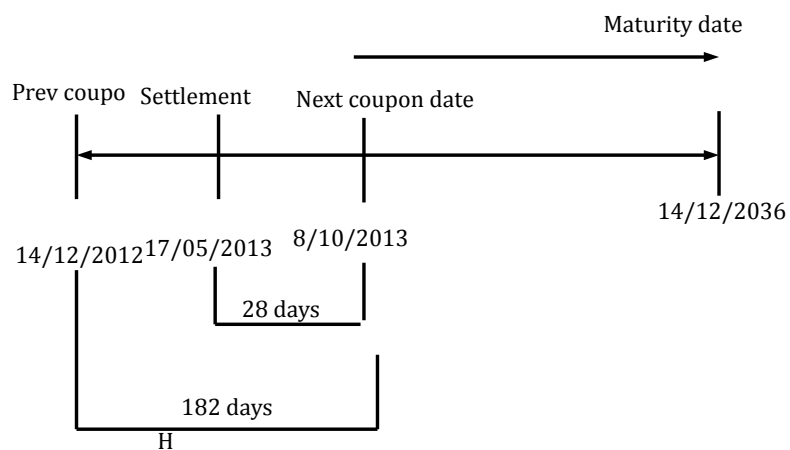 Maturity date
Prev coupo Settlement Next coupon date
14/12/2036
14/12/2012 17/05/2013 8/10/2013
28 days
182 days
H